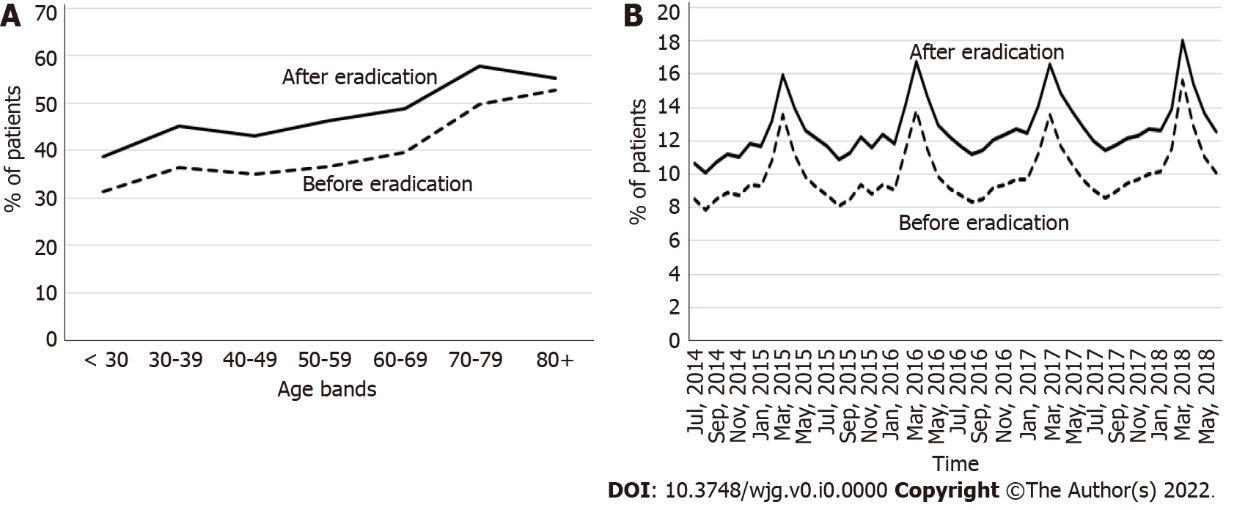 A
70
60
50
40
30
20
10
0
% of patients
After eradication
Before eradication
< 30 30-39 40-49 50-59 60-69 70-79 80+
Age bands
B
20
18
16
14
12
10
8
6
4
2
0
% of patients
After eradication
Before eradication
Jul, 2014
Sep, 2014
Nov, 2014
Jan, 2015
Mar, 2015
May, 2015
Jul, 2015
Sep, 2015
Nov, 2015
Jan, 2016
Mar, 2016
May, 2016
Jul, 2016
Sep, 2016
Nov, 2016
Jan, 2017
Mar, 2017
May, 2017
Jul, 2017
Sep, 2017
Nov, 2017
Jan, 2018
Mar, 2018
May, 2018
Time
DOI: 10.3748/wjg.v0.i0.0000 Copyright ©The Author(s) 2022.